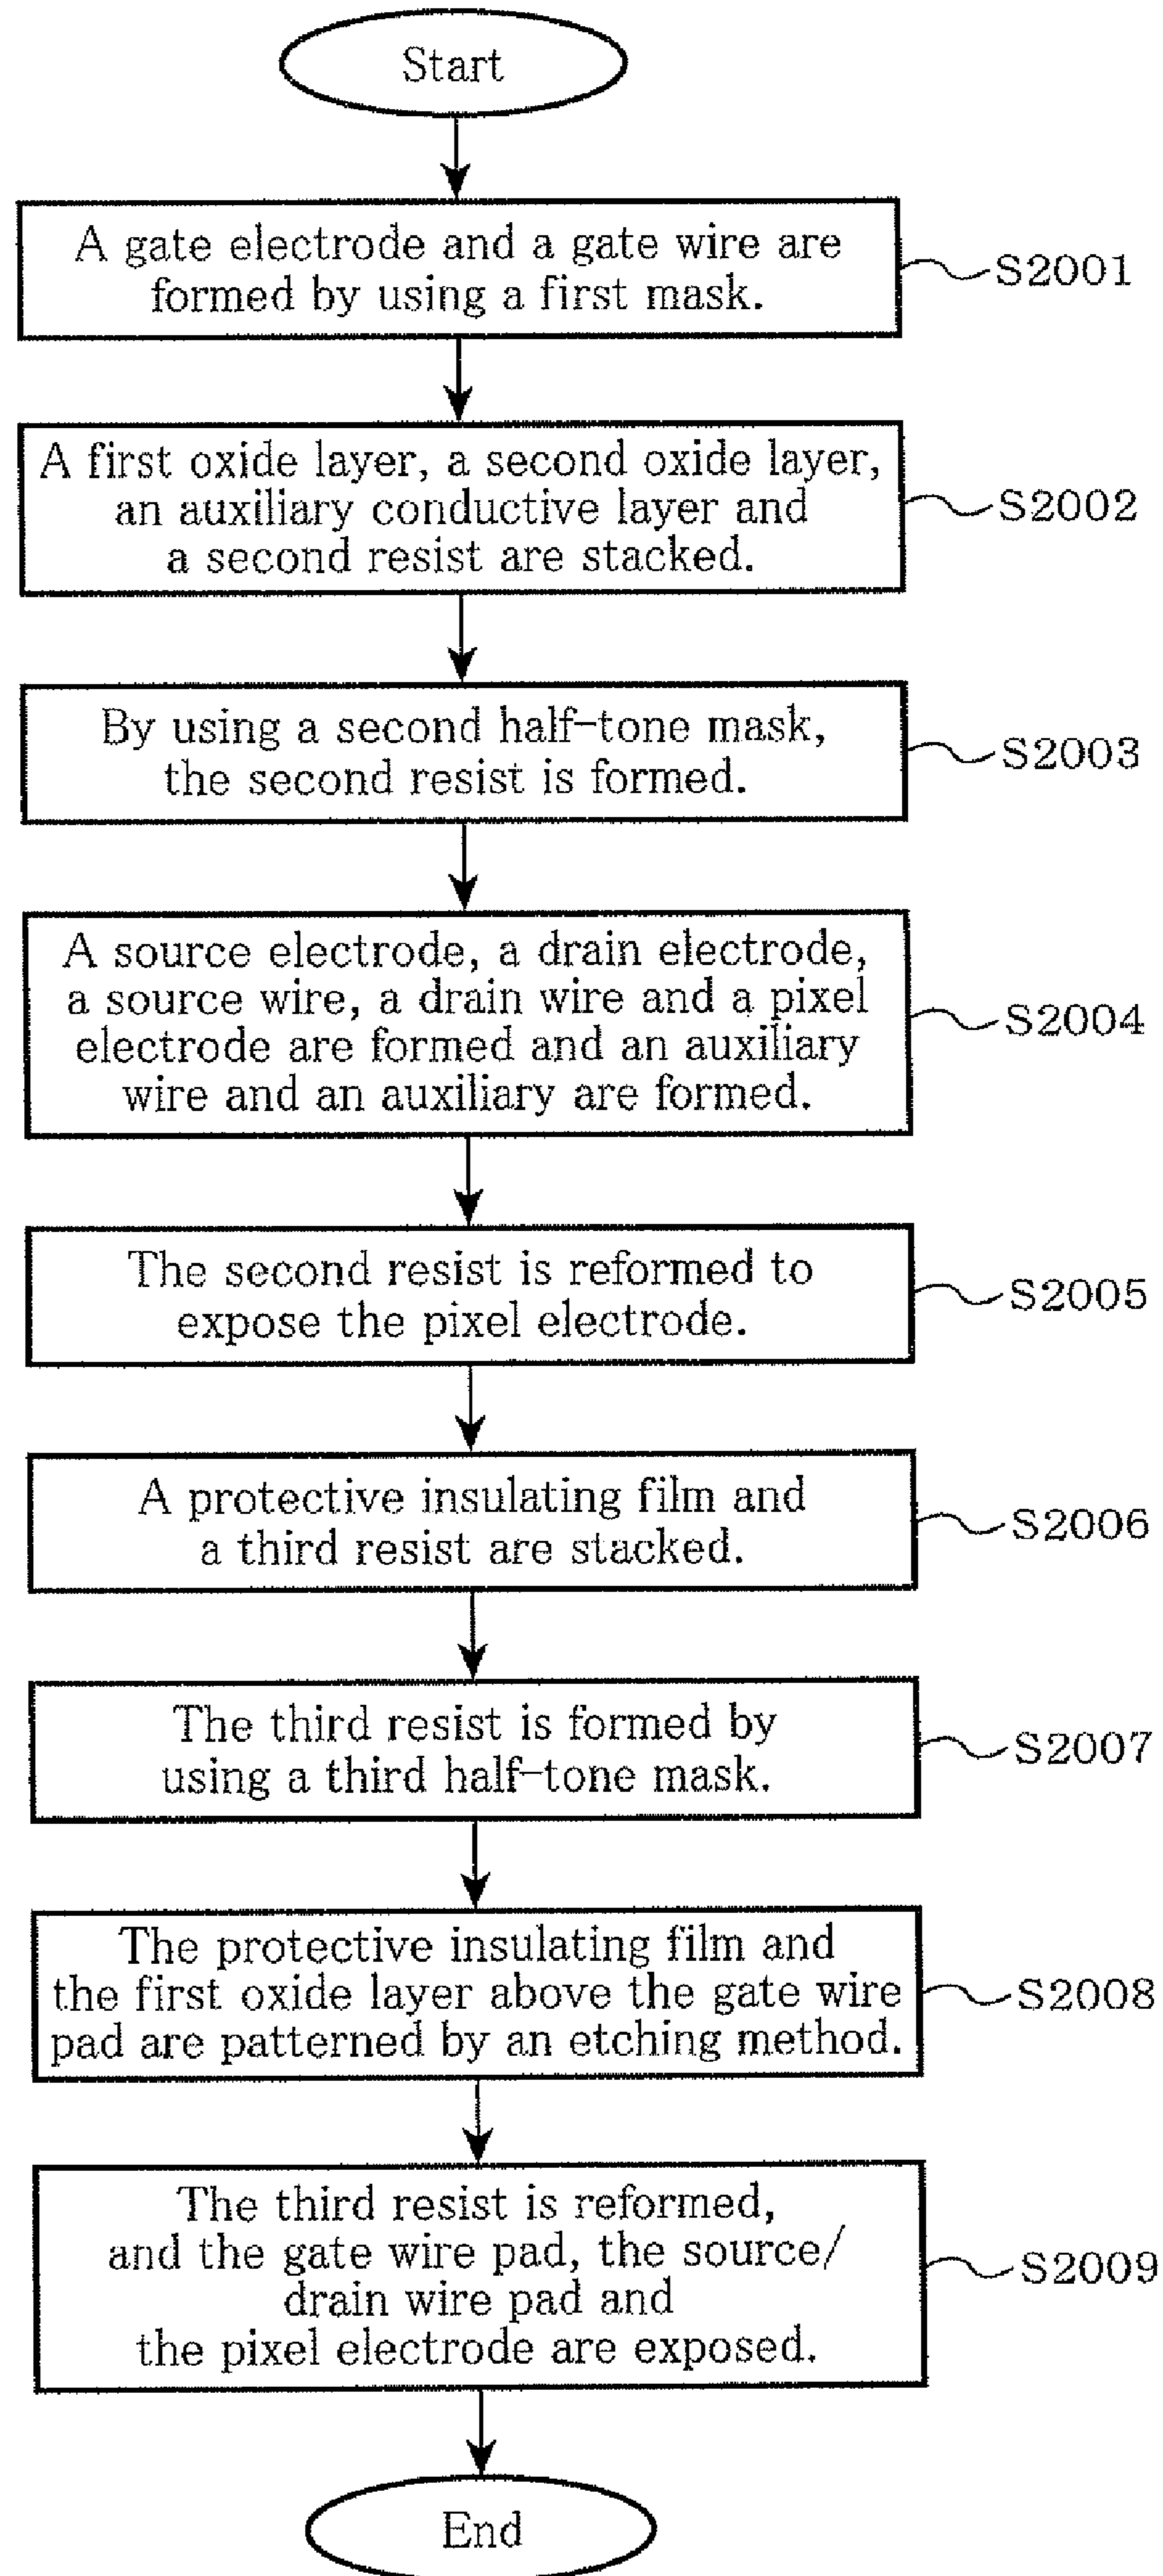 Start
A gate electrode and a gate wire are
formed by using a first mask.
S2001
A first oxide layer, a second oxide layer,
an auxiliary conductive layer and
a second resist are stacked.
S2002
By using a second half-tone mask,
the second resist is formed.
S2003
A source electrode, a drain electrode,
a source wire, a drain wire and a pixel
electrode are formed and an auxiliary
wire and an auxiliary are formed.
S2004
The second resist is reformed to
expose the pixel electrode.
S2005
A protective insulating film and
a third resist are stacked.
S2006
The third resist is formed by
using a third half-tone mask.
S2007
The protective insulating film and
the first oxide layer above the gate wire
pad are patterned by an etching method.
S2008
The third resist is reformed,
and the gate wire pad, the source/
drain wire pad and
the pixel electrode are exposed.
S2009
End